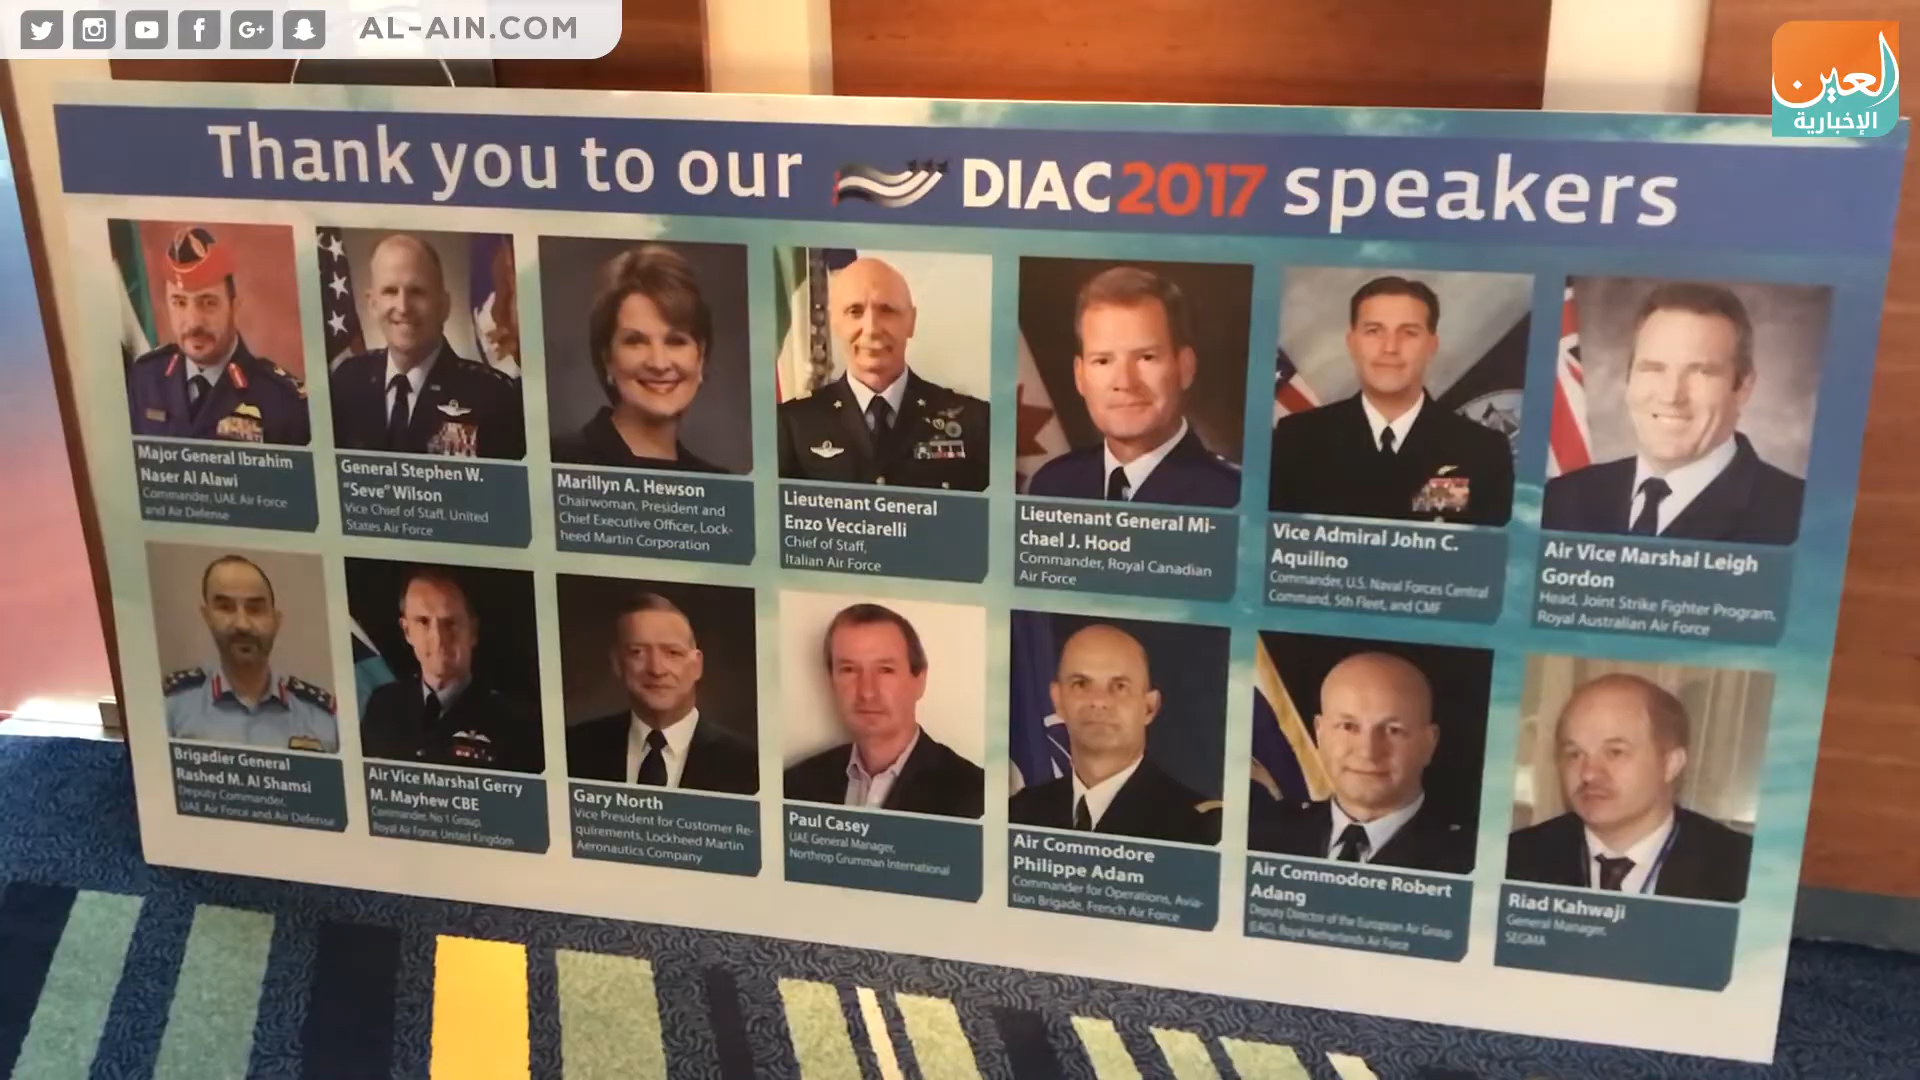 AL-AIN.COM
العين
الإخبارية
Thank you to our DIAC2017 speakers
Major General Ibrahim
Naser Al Alawi
Commander, UAE Air Force
and Air Defense
General Stephen W.
"Seve" Wilson
Vice Chief of Staff, United
States Air Force
Marillyn A. Hewson
Chairwoman, President and
Chief Executive Officer, Lock-
heed Martin Corporation
Lieutenant General
Enzo Vecciarelli
Chief of Staff,
Italian Air Force
Lieutenant General Mi-
chael J. Hood
Commander, Royal Canadian
Air Force
Vice Admiral John C.
Aquilino
Commander, U.S. Naval Forces Central
Command, 5th Fleet, and CMF
Air Vice Marshal Leigh
Gordon
Head, Joint Strike Fighter Program,
Royal Australian Air Force
Brigadier General
Rashed M. Al Shamsi
Deputy Commander,
UAE Air Force and Air Defense
Air Vice Marshal Gerry
M. Mayhew CBE
Commander, No 1 Group,
Royal Air Force, United Kingdom
Gary North
Vice President for Customer Re-
quirements, Lockheed Martin
Aeronautics Company
Paul Casey
UAE General Manager,
Northrop Grumman International
Air Commodore
Philippe Adam
Commander for Operations, Avia-
tion Brigade, French Air Force
Air Commodore Robert
Adang
Deputy Director of the European Air Group
(EAG), Royal Netherlands Air Force
Riad Kahwaji
General Manager,
SEGMA